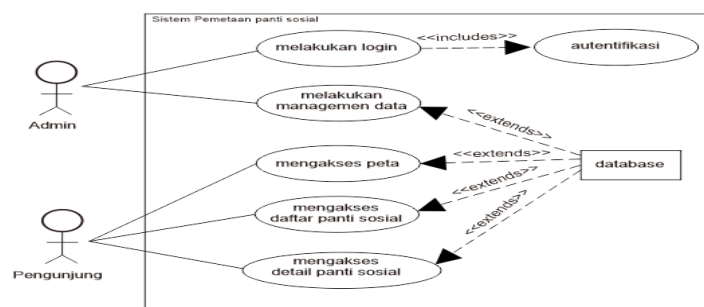 Sistem Pemetaan panti sosial
melakukan login
<<includes>>
autentifikasi
Admin
melakukan
managemen data
<<extends>>
mengakses peta
<<extends>>
database
mengakses
daftar panti sosial
<<extends>>
Pengunjung
mengakses
detail panti sosial
<<extends>>